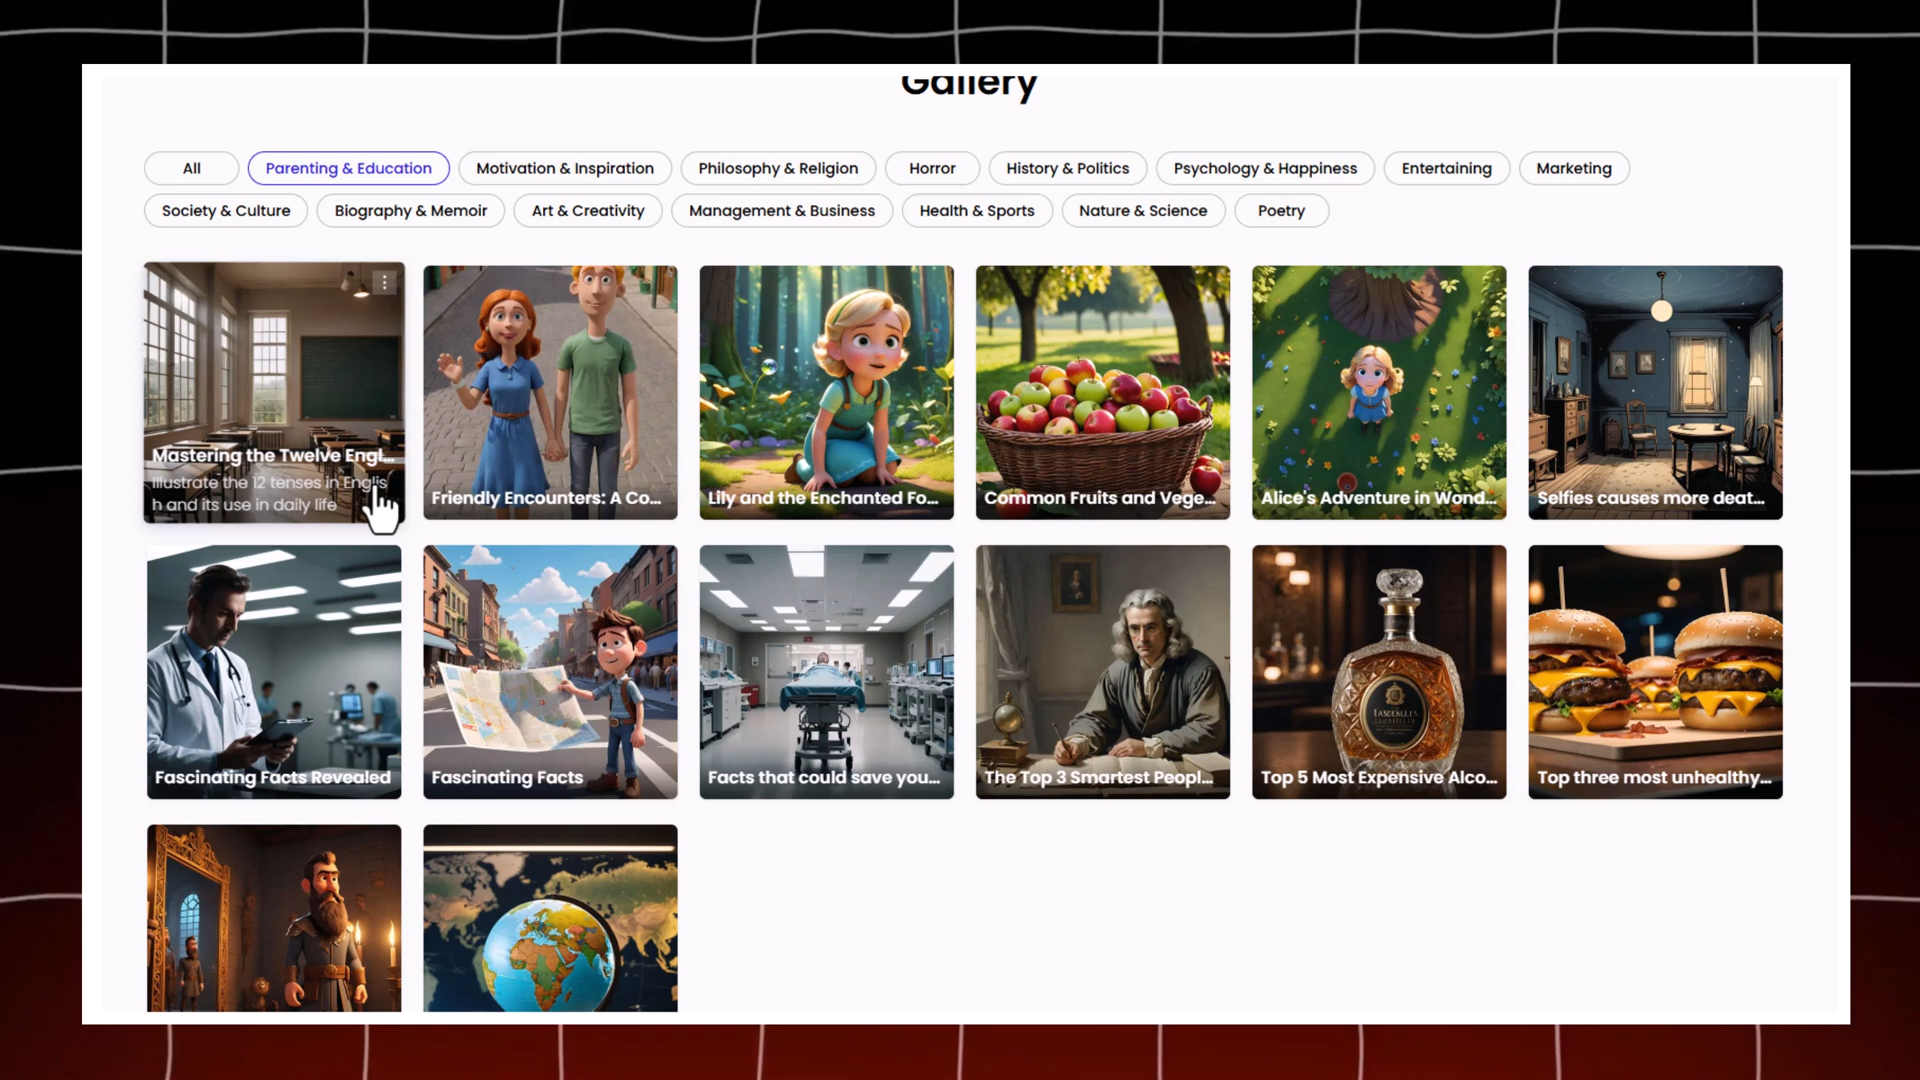 Gallery
All
Parenting & Education
Motivation & Inspiration
Philosophy & Religion
Horror
History & Politics
Psychology & Happiness
Entertaining
Marketing
Society & Culture
Biography & Memoir
Art & Creativity
Management & Business
Health & Sports
Nature & Science
Poetry
Mastering the Twelve Engl...
Illustrate the 12 tenses in Englis
h and its use in daily life
Friendly Encounters: A Co...
Lily and the Enchanted Fo...
Common Fruits and Vege...
Alice's Adventure in Wond...
Selfies causes more deat...
Fascinating Facts Revealed
Fascinating Facts
Facts that could save you...
The Top 3 Smartest Peopl...
Top 5 Most Expensive Alco...
Top three most unhealthy...